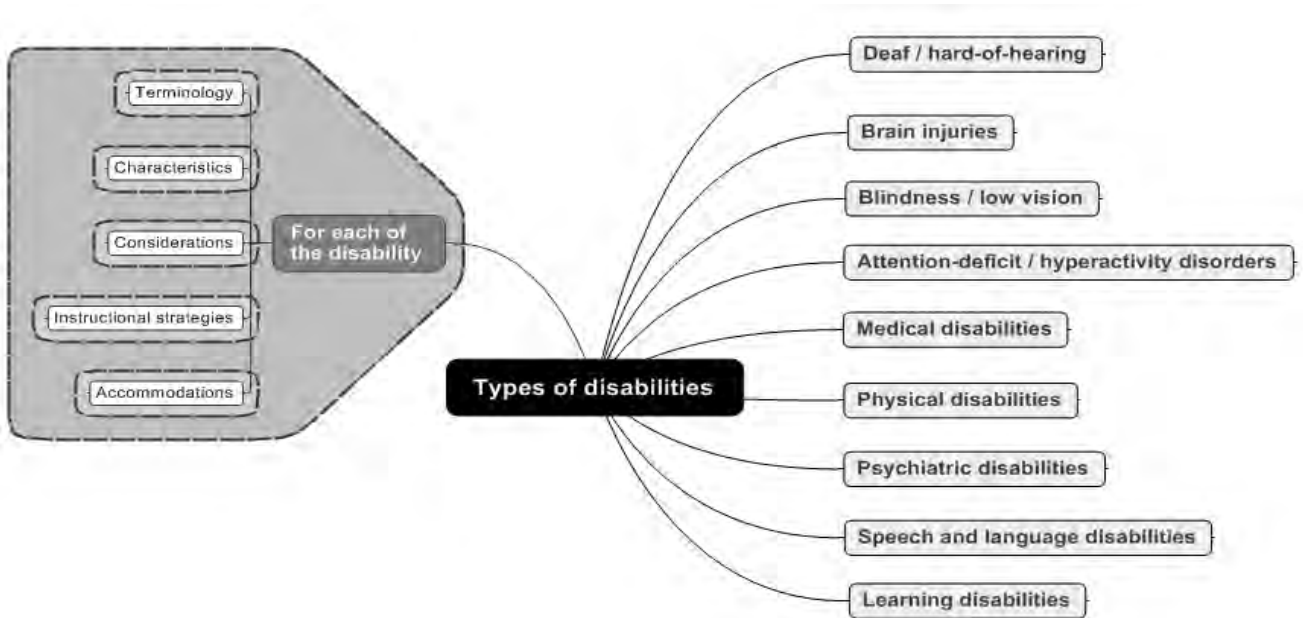 Terminology
Characteristics
Considerations
Instructional strategies
Accommodations
For each of
the disability
Types of disabilities
Deaf / hard-of-hearing
Brain injuries
Blindness / low vision
Attention-deficit / hyperactivity disorders
Medical disabilities
Physical disabilities
Psychiatric disabilities
Speech and language disabilities
Learning disabilities